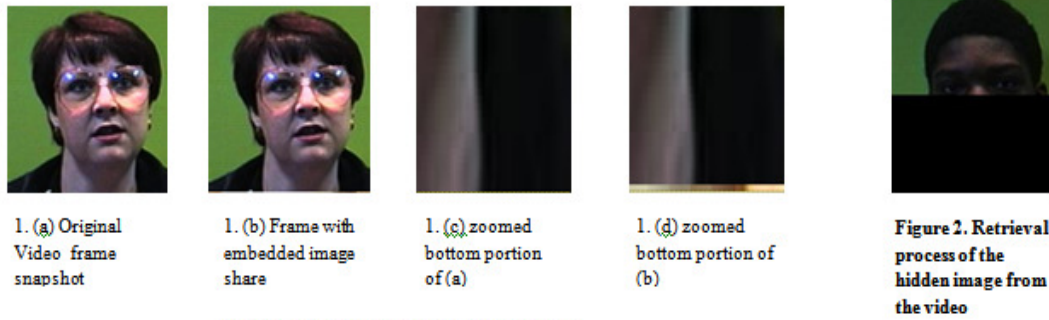 1. (a) Original
Video frame
snapshot
1. (b) Frame with
embedded image
share
1. (c) zoomed
bottom portion
of (a)
1. (d) zoomed
bottom portion of
(b)
Figure 2. Retrieval
process of the
hidden image from
the video